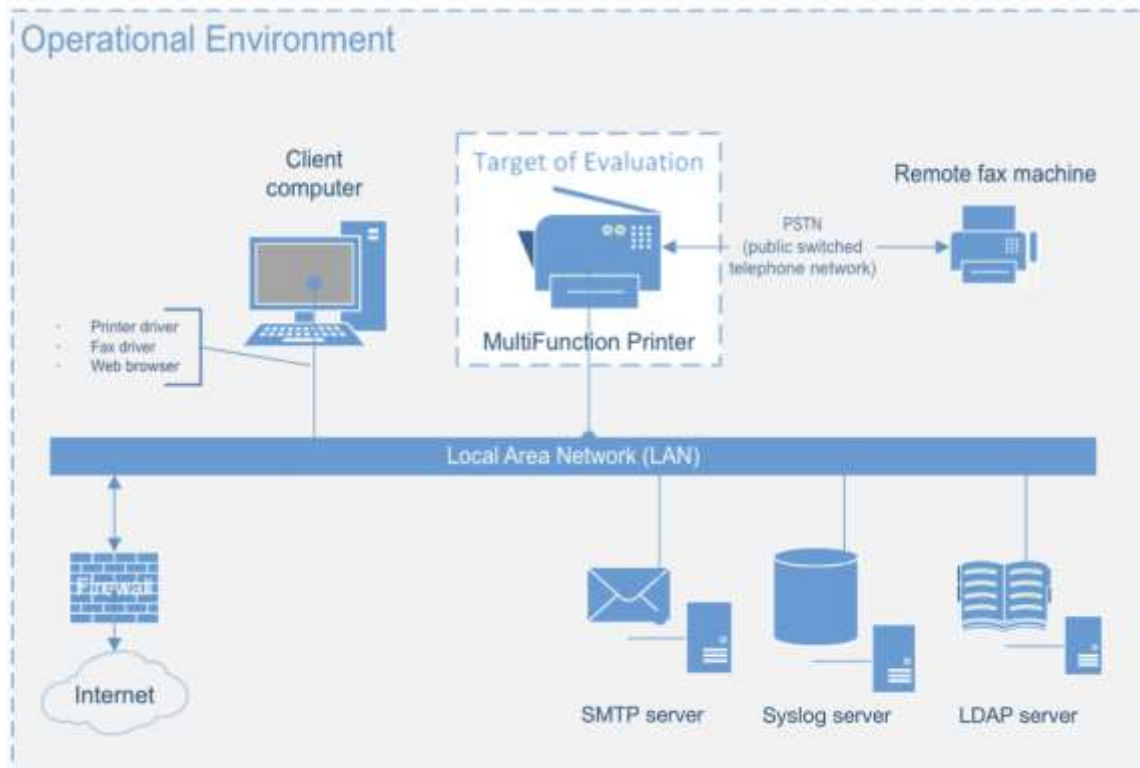 Operational Environment
Client
computer
Target of Evaluation
Remote fax machine
PSTN
(public switched
telephone network)
MultiFunction Printer
- Printer driver
- Fax driver
- Web browser
Local Area Network (LAN)
Firewall
Internet
SMTP server
Syslog server
LDAP server